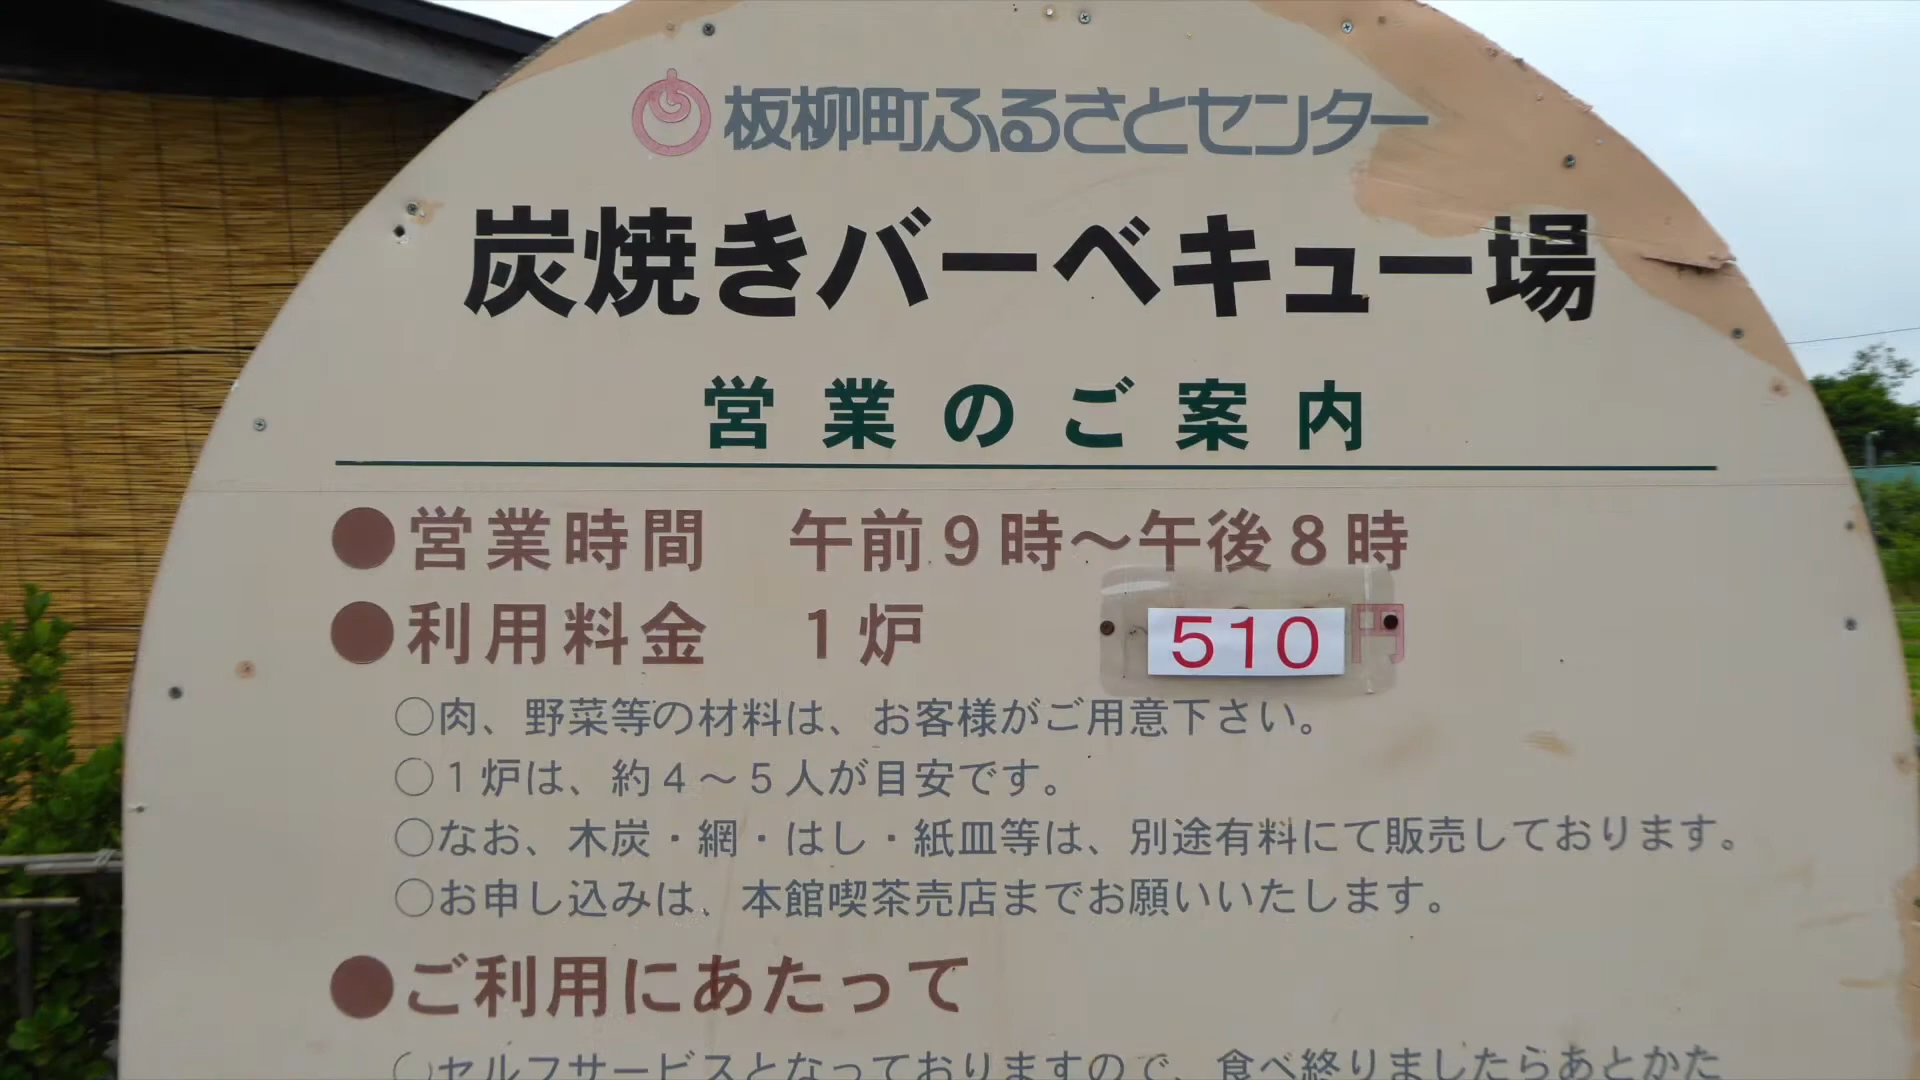 板柳町ふるさとセンター
炭焼きバーベキュー場
営業のご案内
●営業時間　午前9時～午後8時
●利用料金　1炉　510円
○肉、野菜等の材料は、お客様がご用意下さい。
○1炉は、約4～5人が目安です。
○なお、木炭・網・はし・紙皿等は、別途有料にて販売しております。
○お申し込みは、本館喫茶売店までお願いいたします。
●ご利用にあたって
○セルフサービスとなっておりますので、食べ終りましたらあとかた